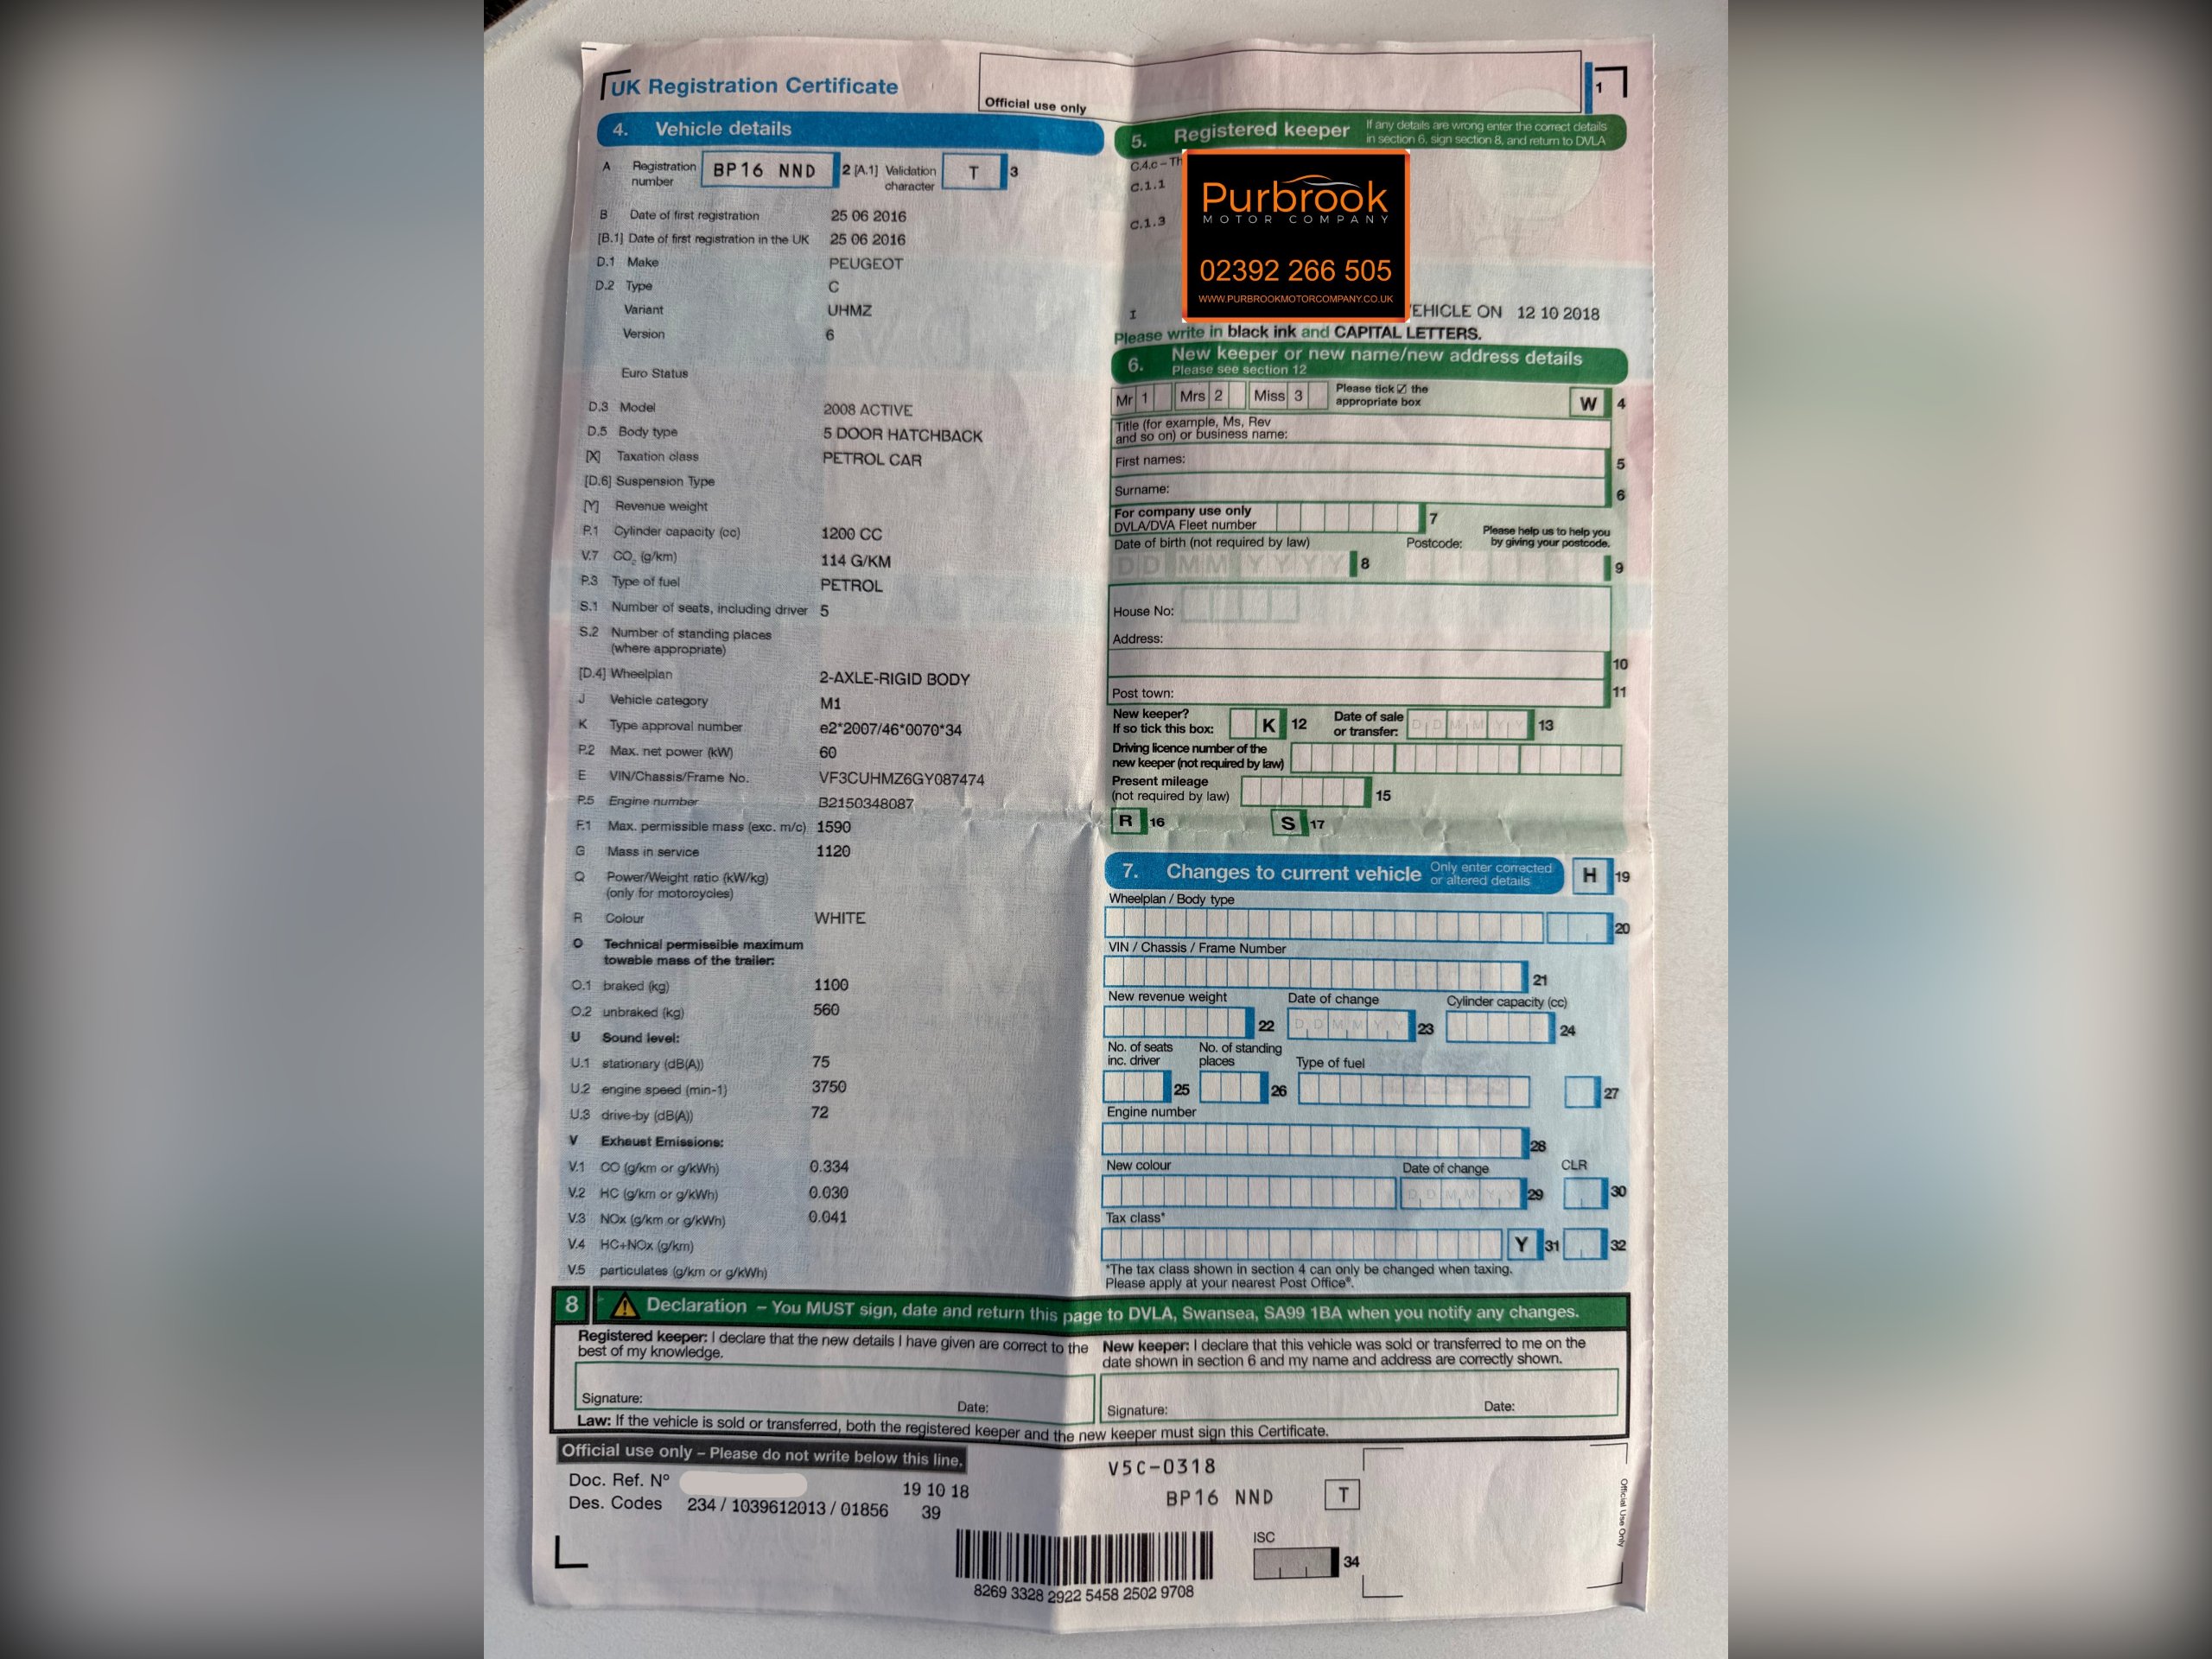 UK Registration Certificate
Official use only
1
4. Vehicle details
A Registration number BP16 NND 2 [A.1] Validation character T 3
B Date of first registration 25 06 2016
[B.1] Date of first registration in the UK 25 06 2016
D.1 Make PEUGEOT
D.2 Type C
Variant UHMZ
Version 6
Euro Status
D.3 Model 2008 ACTIVE
D.5 Body type 5 DOOR HATCHBACK
[X] Taxation class PETROL CAR
[D.6] Suspension Type
[Y] Revenue weight
P.1 Cylinder capacity (cc) 1200 CC
V.7 CO₂ (g/km) 114 G/KM
P.3 Type of fuel PETROL
S.1 Number of seats, including driver 5
S.2 Number of standing places
(where appropriate)
[D.4] Wheelplan 2-AXLE-RIGID BODY
J Vehicle category M1
K Type approval number e2*2007/46*0070*34
P.2 Max. net power (kW) 60
E VIN/Chassis/Frame No. VF3CUHMZ6GY087474
P.5 Engine number B2150348087
F.1 Max. permissible mass (exc. m/c) 1590
G Mass in service 1120
Q Power/Weight ratio (kW/kg)
(only for motorcycles)
R Colour WHITE
O Technical permissible maximum
towable mass of the trailer:
O.1 braked (kg) 1100
O.2 unbraked (kg) 560
U Sound level:
U.1 stationary (dB(A)) 75
U.2 engine speed (min-1) 3750
U.3 drive-by (dB(A)) 72
V Exhaust Emissions:
V.1 CO (g/km or g/kWh) 0.334
V.2 HC (g/km or g/kWh) 0.030
V.3 NOx (g/km or g/kWh) 0.041
V.4 HC+NOx (g/km)
V.5 particulates (g/km or g/kWh)
5. Registered keeper If any details are wrong enter the correct details
in section 6, sign section 8, and return to DVLA
C.4.c – Th
C.1.1
C.1.3
Purbrook
MOTOR COMPANY
02392 266 505
WWW.PURBROOKMOTORCOMPANY.CO.UK
I EHICLE ON 12 10 2018
Please write in black ink and CAPITAL LETTERS.
6. New keeper or new name/new address details
Please see section 12
Mr 1 Mrs 2 Miss 3 Please tick ☑ the
appropriate box W 4
Title (for example, Ms, Rev
and so on) or business name:
First names: 5
Surname: 6
For company use only
DVLA/DVA Fleet number 7
Please help us to help you
by giving your postcode.
Date of birth (not required by law) Postcode:
D D M M Y Y Y Y 8 9
House No:
Address:
10
Post town: 11
New keeper?
If so tick this box: K 12 Date of sale
or transfer: D D M M Y Y 13
Driving licence number of the
new keeper (not required by law)
Present mileage
(not required by law) 15
R 16 S 17
7. Changes to current vehicle Only enter corrected
or altered details H 19
Wheelplan / Body type
20
VIN / Chassis / Frame Number
21
New revenue weight Date of change Cylinder capacity (cc)
22 D D M M Y Y 23 24
No. of seats
inc. driver No. of standing
places Type of fuel
25 26 27
Engine number
28
New colour Date of change CLR
D D M M Y Y 29 30
Tax class*
Y 31 32
*The tax class shown in section 4 can only be changed when taxing.
Please apply at your nearest Post Office®.
8 Declaration – You MUST sign, date and return this page to DVLA, Swansea, SA99 1BA when you notify any changes.
Registered keeper: I declare that the new details I have given are correct to the
best of my knowledge.
Signature: Date:
New keeper: I declare that this vehicle was sold or transferred to me on the
date shown in section 6 and my name and address are correctly shown.
Signature: Date:
Law: If the vehicle is sold or transferred, both the registered keeper and the new keeper must sign this Certificate.
Official use only – Please do not write below this line.
Doc. Ref. Nº 19 10 18
Des. Codes 234 / 1039612013 / 01856 39
V5C-0318
BP16 NND T
ISC
34
8269 3328 2922 5458 2502 9708
Official Use Only